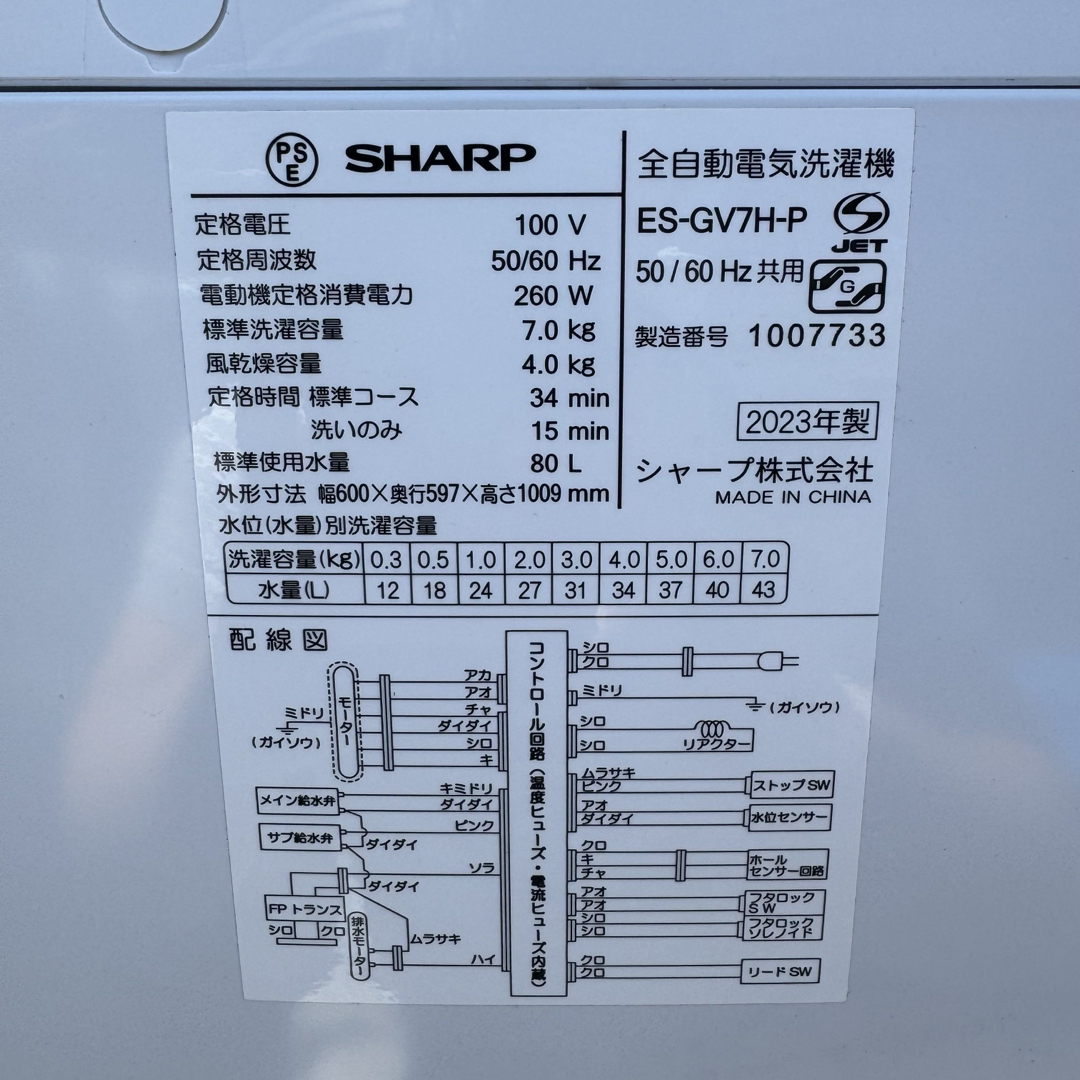 PS
E
SHARP
定格電圧 100 V
定格周波数 50/60 Hz
電動機定格消費電力 260 W
標準洗濯容量 7.0 kg
風乾燥容量 4.0 kg
定格時間 標準コース 34 min
洗いのみ 15 min
標準使用水量 80 L
外形寸法 幅600×奥行597×高さ1009 mm
全自動電気洗濯機
ES-GV7H-P
JET
50/60 Hz 共用
G
製造番号 1007733
2023年製
シャープ株式会社
MADE IN CHINA
水位(水量)別洗濯容量
洗濯容量(kg) 0.3 0.5 1.0 2.0 3.0 4.0 5.0 6.0 7.0
水量(L) 12 18 24 27 31 34 37 40 43
配線図
モーター
ミドリ
(ガイソウ)
アカ
アオ
チャ
ダイダイ
シロ
キ
メイン給水弁
キミドリ
ダイダイ
サブ給水弁
ピンク
ダイダイ
ソラ
ダイダイ
FPトランス
シロ
クロ
排水モーター
ムラサキ
ハイ
コントロール回路(温度ヒューズ・電流ヒューズ内蔵)
シロ
クロ
ミドリ
(ガイソウ)
シロ
シロ
リアクター
ムラサキ
ピンク
ストップSW
アオ
ダイダイ
水位センサー
クロ
キ
チャ
ホール
センサー回路
アオ
アオ
フタロック
SW
シロ
シロ
フタロック
ソレノイド
クロ
クロ
リードSW